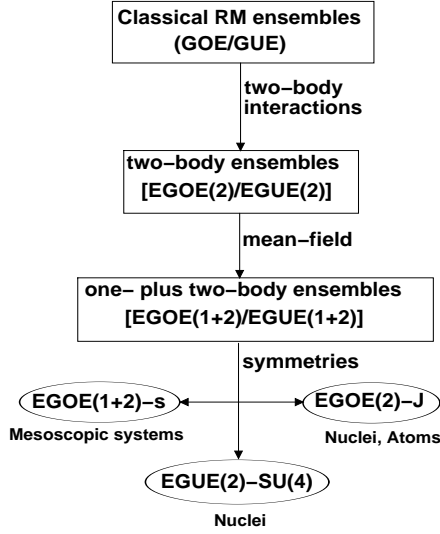 Classical RM ensembles
(GOE/GUE)
two−body
interactions
two−body ensembles
[EGOE(2)/EGUE(2)]
mean−field
one− plus two−body ensembles
[EGOE(1+2)/EGUE(1+2)]
symmetries
EGOE(1+2)−s
EGOE(2)−J
Mesoscopic systems
Nuclei, Atoms
EGUE(2)−SU(4)
Nuclei